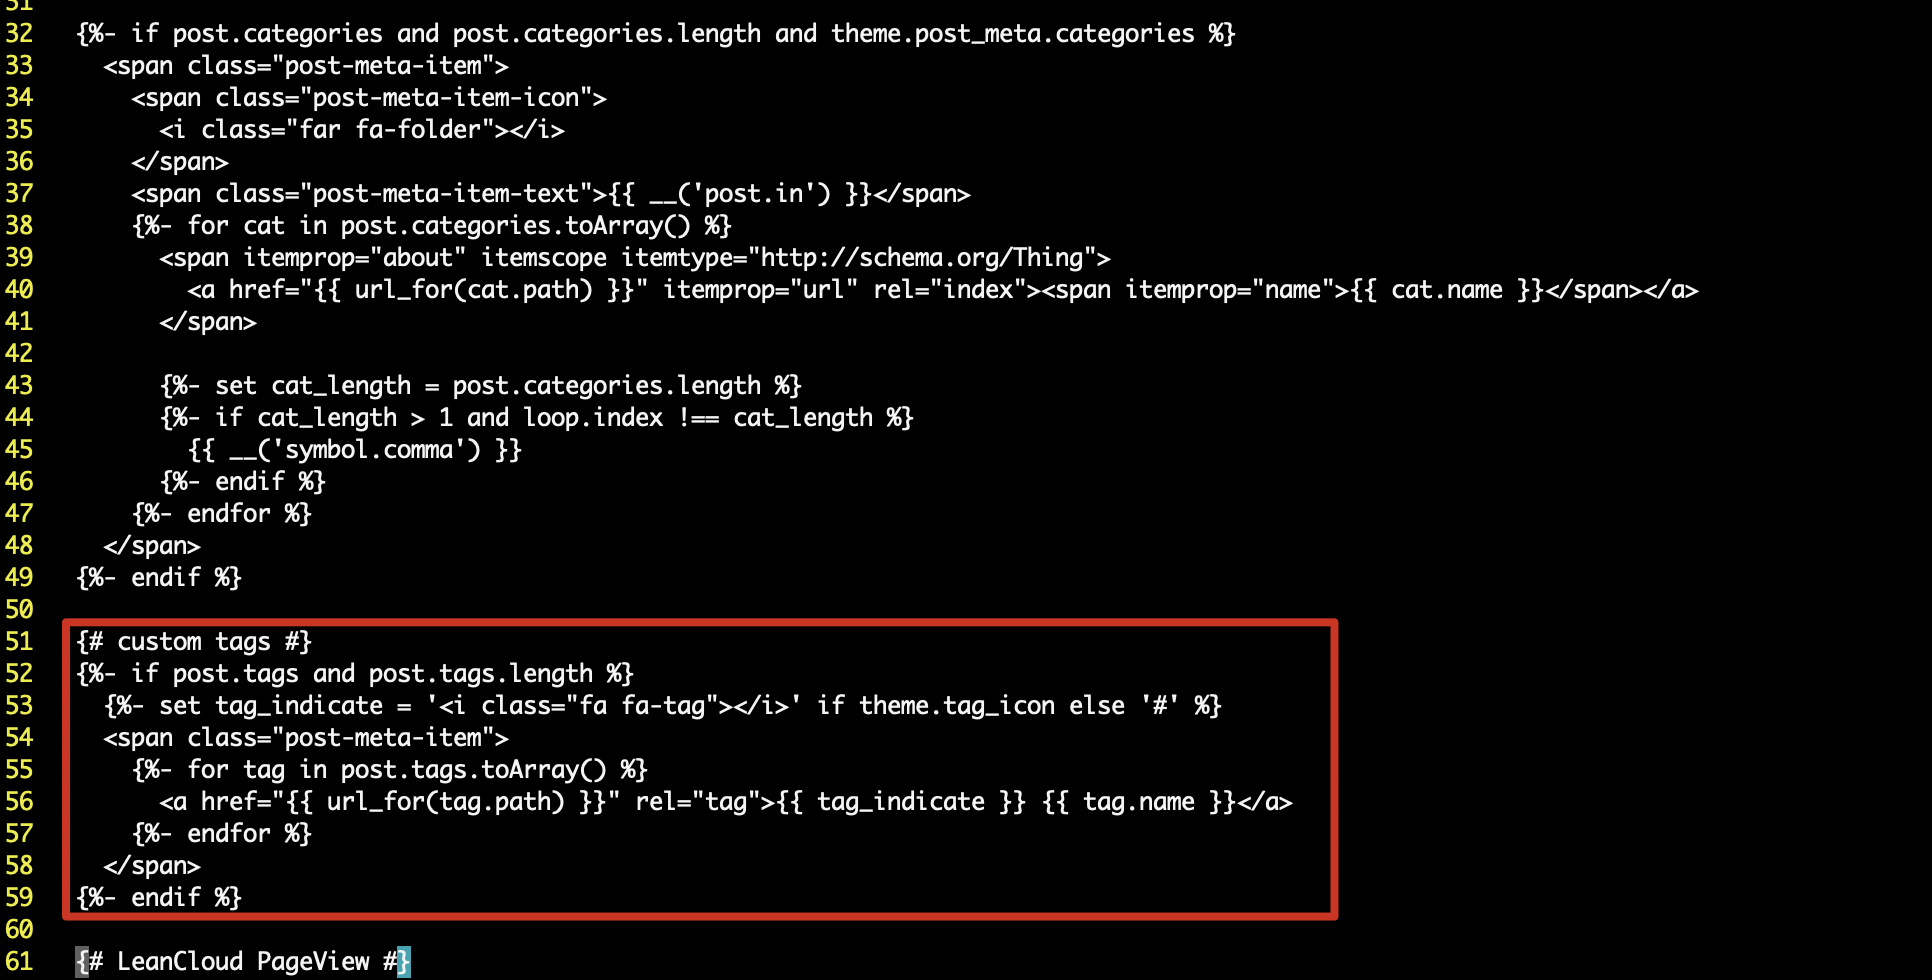 31
32 {%- if post.categories and post.categories.length and theme.post_meta.categories %}
33 <span class="post-meta-item">
34 <span class="post-meta-item-icon">
35 <i class="far fa-folder"></i>
36 </span>
37 <span class="post-meta-item-text">{{ __('post.in') }}</span>
38 {%- for cat in post.categories.toArray() %}
39 <span itemprop="about" itemscope itemtype="http://schema.org/Thing">
40 <a href="{{ url_for(cat.path) }}" itemprop="url" rel="index"><span itemprop="name">{{ cat.name }}</span></a>
41 </span>
42
43 {%- set cat_length = post.categories.length %}
44 {%- if cat_length > 1 and loop.index !== cat_length %}
45 {{ __('symbol.comma') }}
46 {%- endif %}
47 {%- endfor %}
48 </span>
49 {%- endif %}
50
51 {# custom tags #}
52 {%- if post.tags and post.tags.length %}
53 {%- set tag_indicate = '<i class="fa fa-tag"></i>' if theme.tag_icon else '#' %}
54 <span class="post-meta-item">
55 {%- for tag in post.tags.toArray() %}
56 <a href="{{ url_for(tag.path) }}" rel="tag">{{ tag_indicate }} {{ tag.name }}</a>
57 {%- endfor %}
58 </span>
59 {%- endif %}
60
61 {# LeanCloud PageView #}